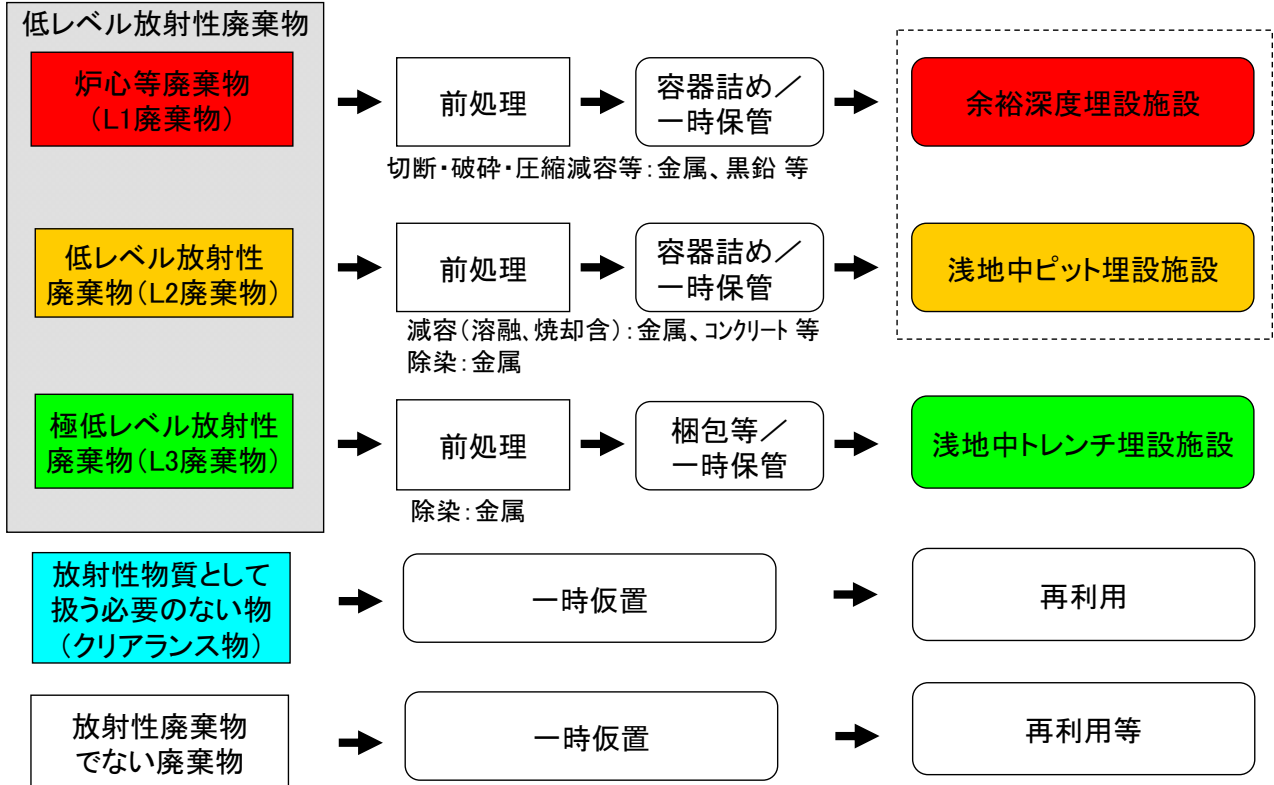 低レベル放射性廃棄物
炉心等廃棄物
(L1廃棄物)
前処理
容器詰め／
一時保管
余裕深度埋設施設
切断・破砕・圧縮減容等：金属、黒鉛 等
低レベル放射性
廃棄物(L2廃棄物)
前処理
容器詰め／
一時保管
浅地中ピット埋設施設
減容(溶融、焼却含)：金属、コンクリート 等
除染：金属
極低レベル放射性
廃棄物(L3廃棄物)
前処理
梱包等／
一時保管
浅地中トレンチ埋設施設
除染：金属
放射性物質として
扱う必要のない物
(クリアランス物)
一時仮置
再利用
放射性廃棄物
でない廃棄物
一時仮置
再利用等